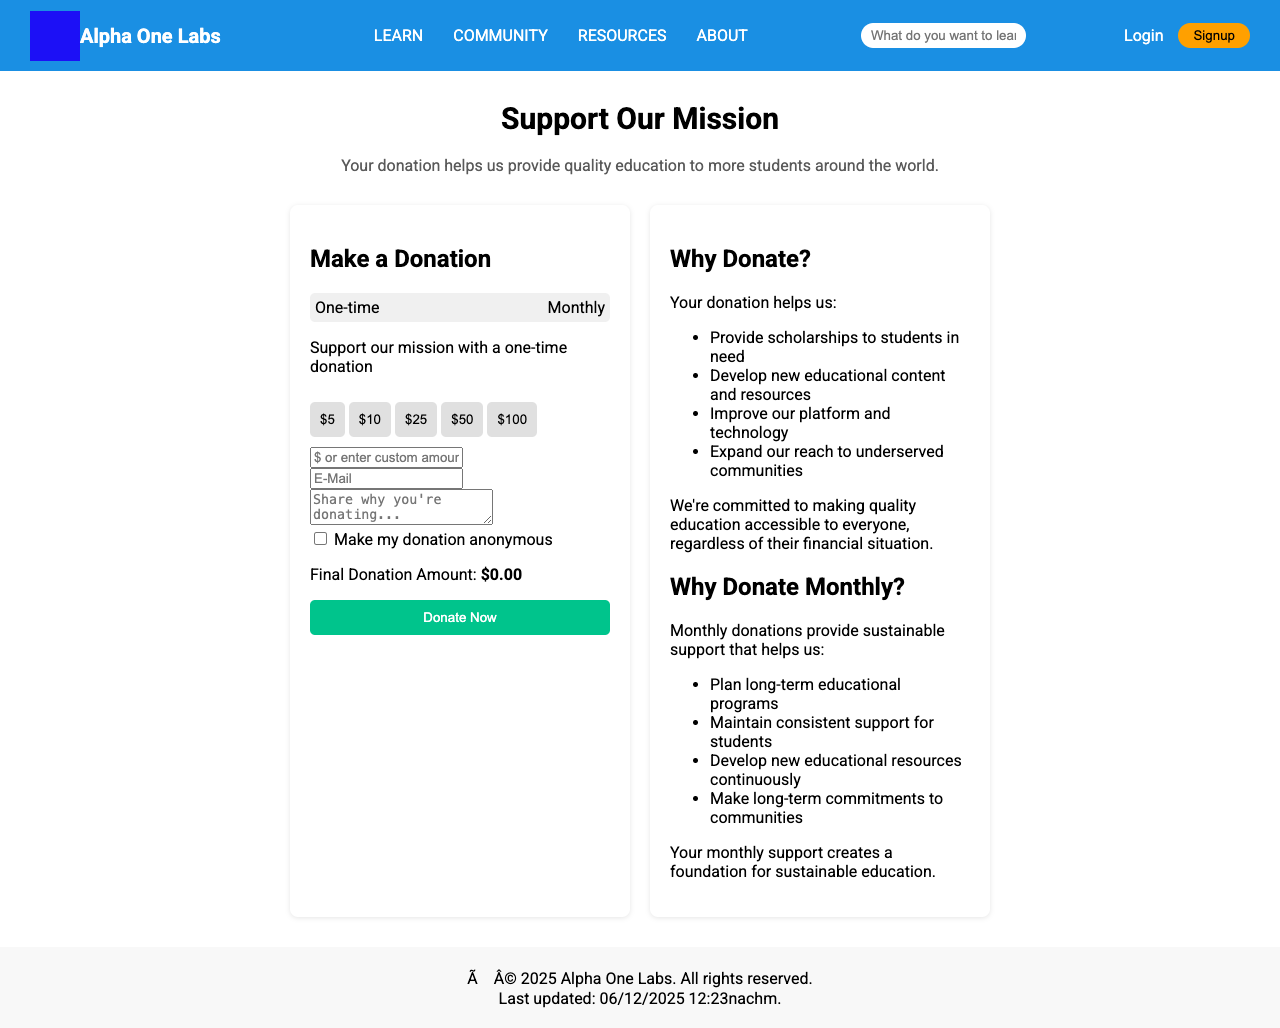 Alpha One Labs
LEARN
COMMUNITY
RESOURCES
ABOUT
What do you want to lear
Login
Signup
Support Our Mission
Your donation helps us provide quality education to more students around the world.
Make a Donation
One-time
Monthly
Support our mission with a one-time
donation
$5
$10
$25
$50
$100
$ or enter custom amour
E-Mail
Share why you're
donating...
Make my donation anonymous
Final Donation Amount: $0.00
Donate Now
Why Donate?
Your donation helps us:
• Provide scholarships to students in
need
• Develop new educational content
and resources
• Improve our platform and
technology
• Expand our reach to underserved
communities
We're committed to making quality
education accessible to everyone,
regardless of their financial situation.
Why Donate Monthly?
Monthly donations provide sustainable
support that helps us:
• Plan long-term educational
programs
• Maintain consistent support for
students
• Develop new educational resources
continuously
• Make long-term commitments to
communities
Your monthly support creates a
foundation for sustainable education.
Ã Â© 2025 Alpha One Labs. All rights reserved.
Last updated: 06/12/2025 12:23nachm.